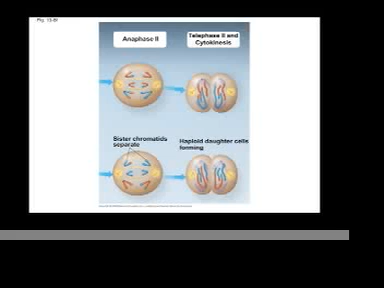 Anaphase II
Telophase II and
Cytokinesis
Sister chromatids
separate
Haploid daughter cells
forming